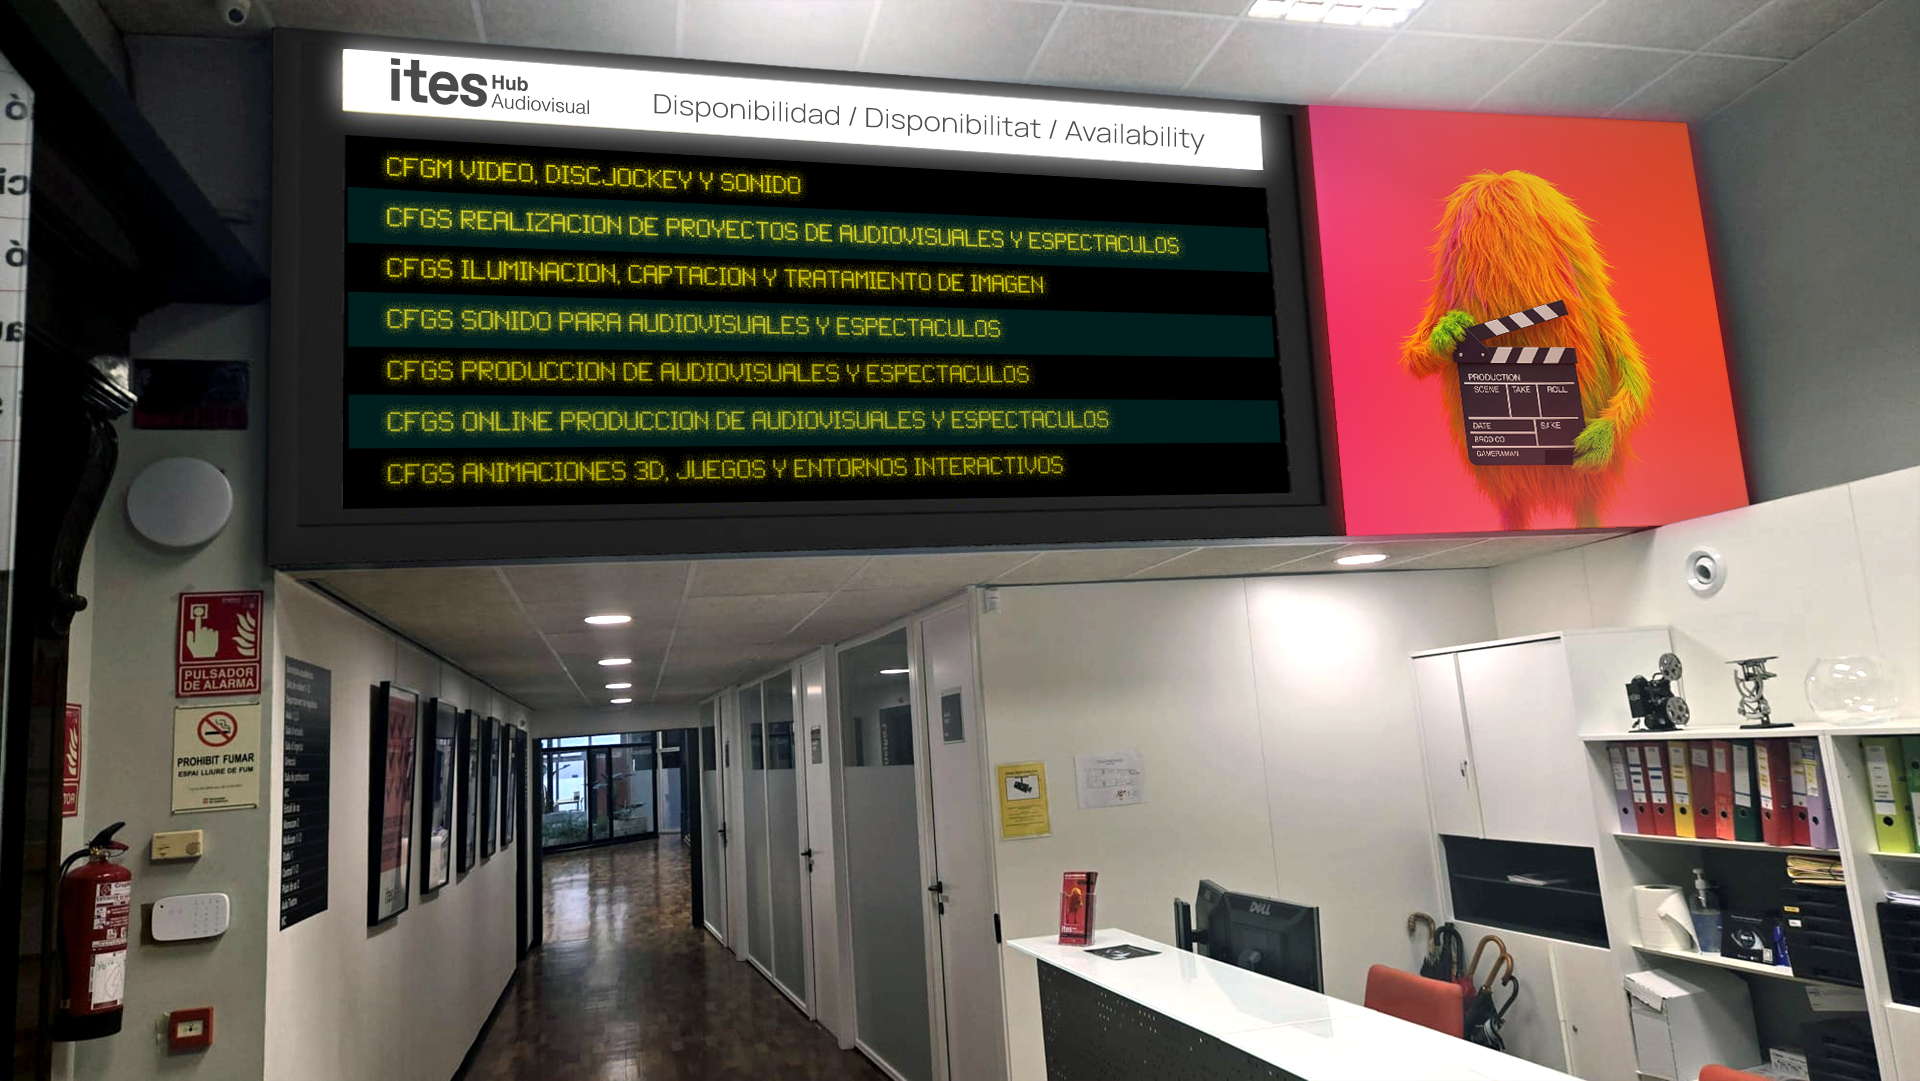 ites Hub
Audiovisual
Disponibilidad / Disponibilitat / Availability
CFGM VIDEO, DISCJOCKEY Y SONIDO
CFGS REALIZACION DE PROYECTOS DE AUDIOVISUALES Y ESPECTACULOS
CFGS ILUMINACION, CAPTACION Y TRATAMIENTO DE IMAGEN
CFGS SONIDO PARA AUDIOVISUALES Y ESPECTACULOS
CFGS PRODUCCION DE AUDIOVISUALES Y ESPECTACULOS
CFGS ONLINE PRODUCCION DE AUDIOVISUALES Y ESPECTACULOS
CFGS ANIMACIONES 3D, JUEGOS Y ENTORNOS INTERACTIVOS
PRODUCTION
SCENE TAKE ROLL
DATE
GAMERAMAN
PULSADOR
DE ALARMA
PROHIBIT FUMAR
ESPAI LLIURE DE FUM
DELL
ites